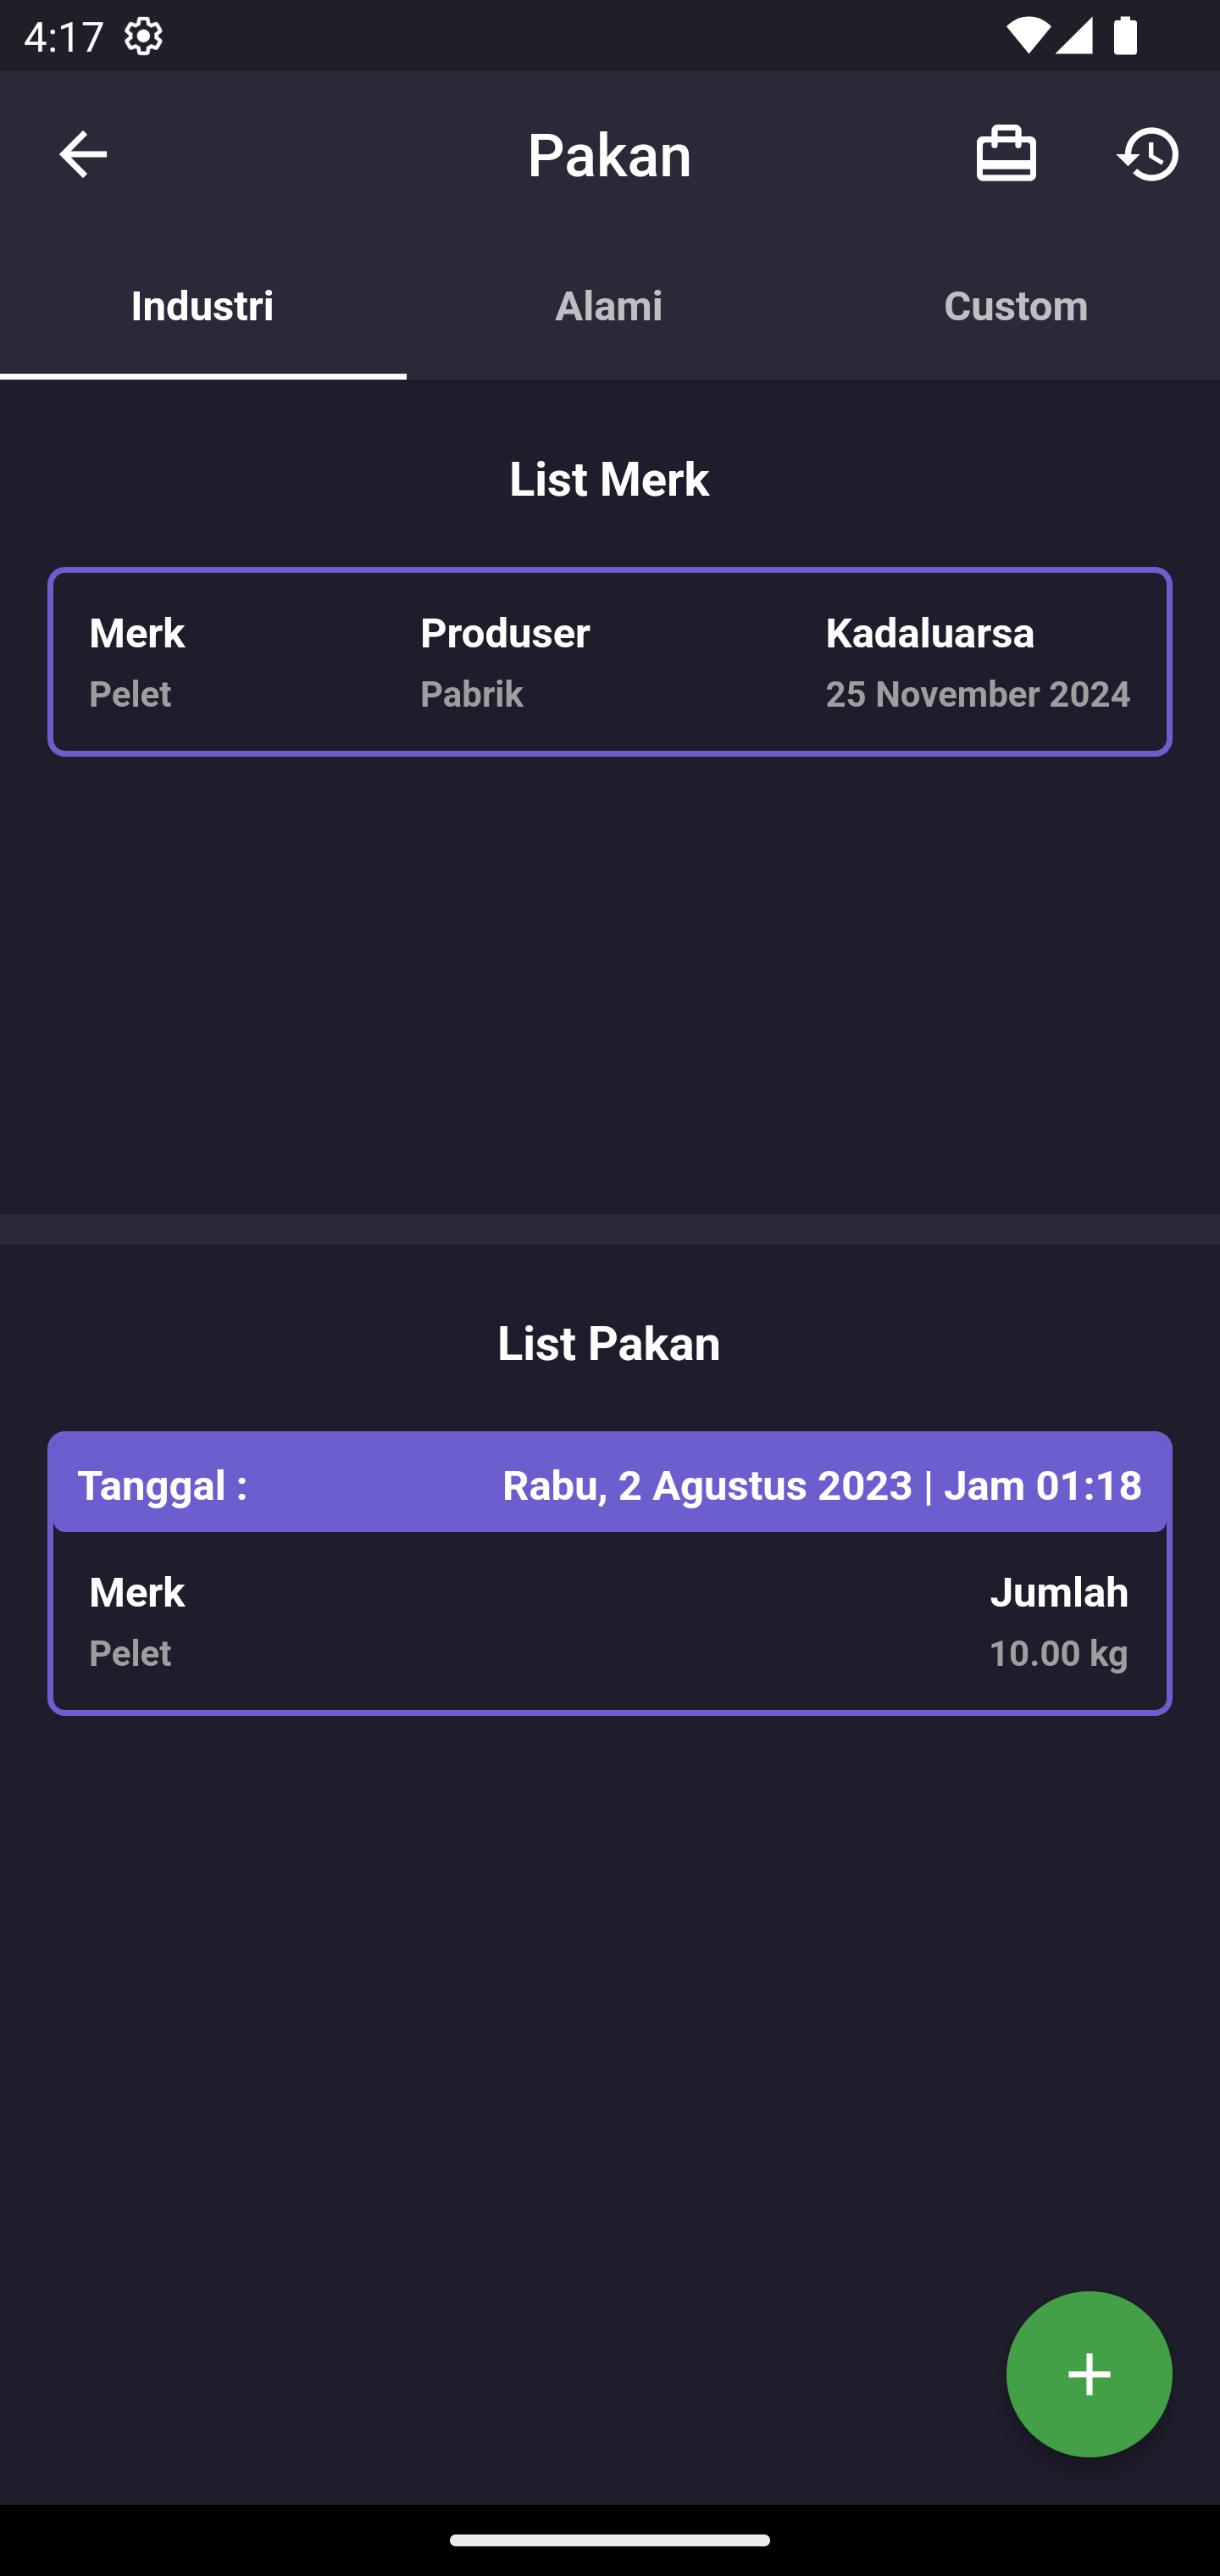 4:17
Pakan
Industri Alami Custom
List Merk
Merk Produser Kadaluarsa
Pelet Pabrik 25 November 2024
List Pakan
Tanggal : Rabu, 2 Agustus 2023 | Jam 01:18
Merk Jumlah
Pelet 10.00 kg